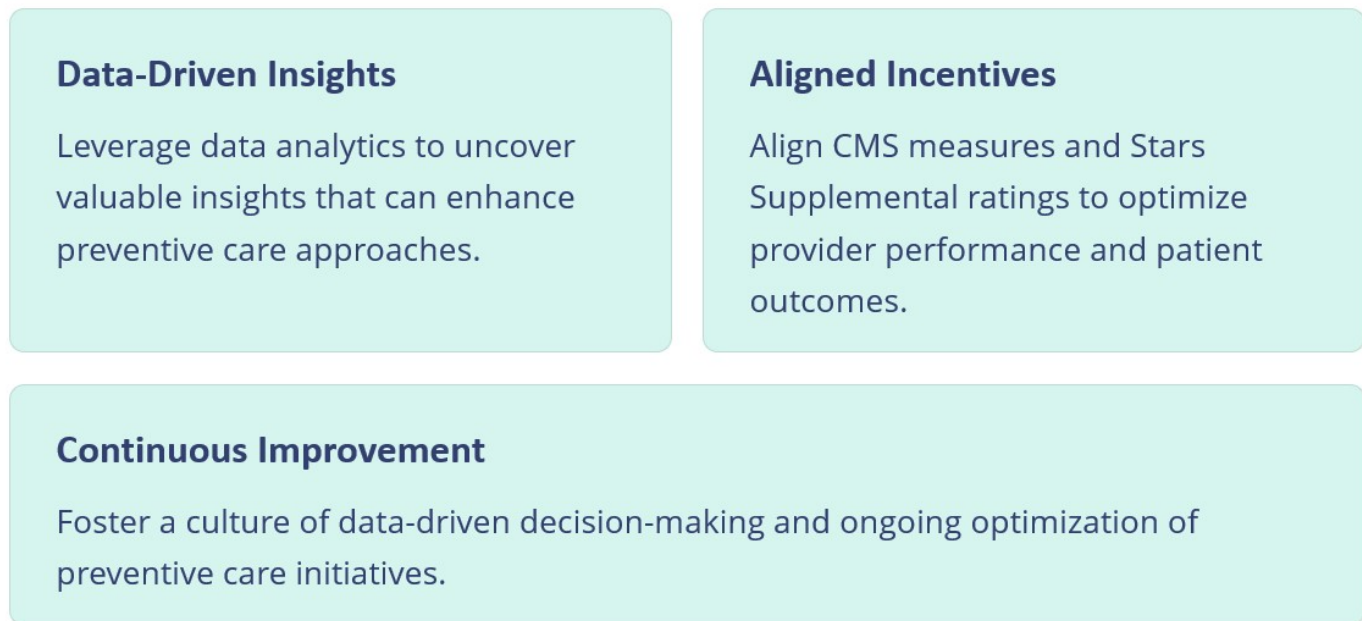 Data-Driven Insights
Leverage data analytics to uncover
valuable insights that can enhance
preventive care approaches.
Aligned Incentives
Align CMS measures and Stars
Supplemental ratings to optimize
provider performance and patient
outcomes.
Continuous Improvement
Foster a culture of data-driven decision-making and ongoing optimization of
preventive care initiatives.